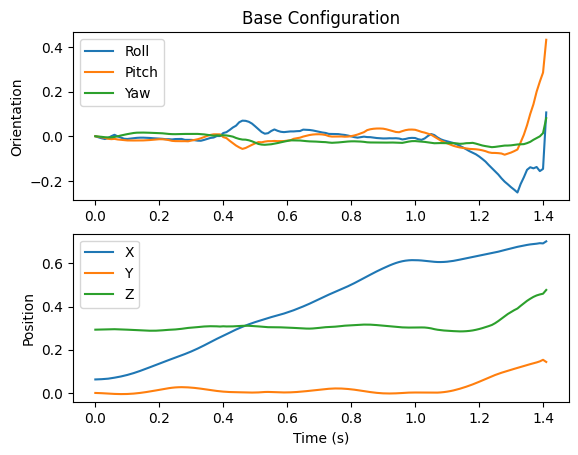 Base Configuration
Orientation
0.4
0.2
0.0
−0.2
Roll
Pitch
Yaw
0.0 0.2 0.4 0.6 0.8 1.0 1.2 1.4
Position
0.6
0.4
0.2
0.0
X
Y
Z
0.0 0.2 0.4 0.6 0.8 1.0 1.2 1.4
Time (s)